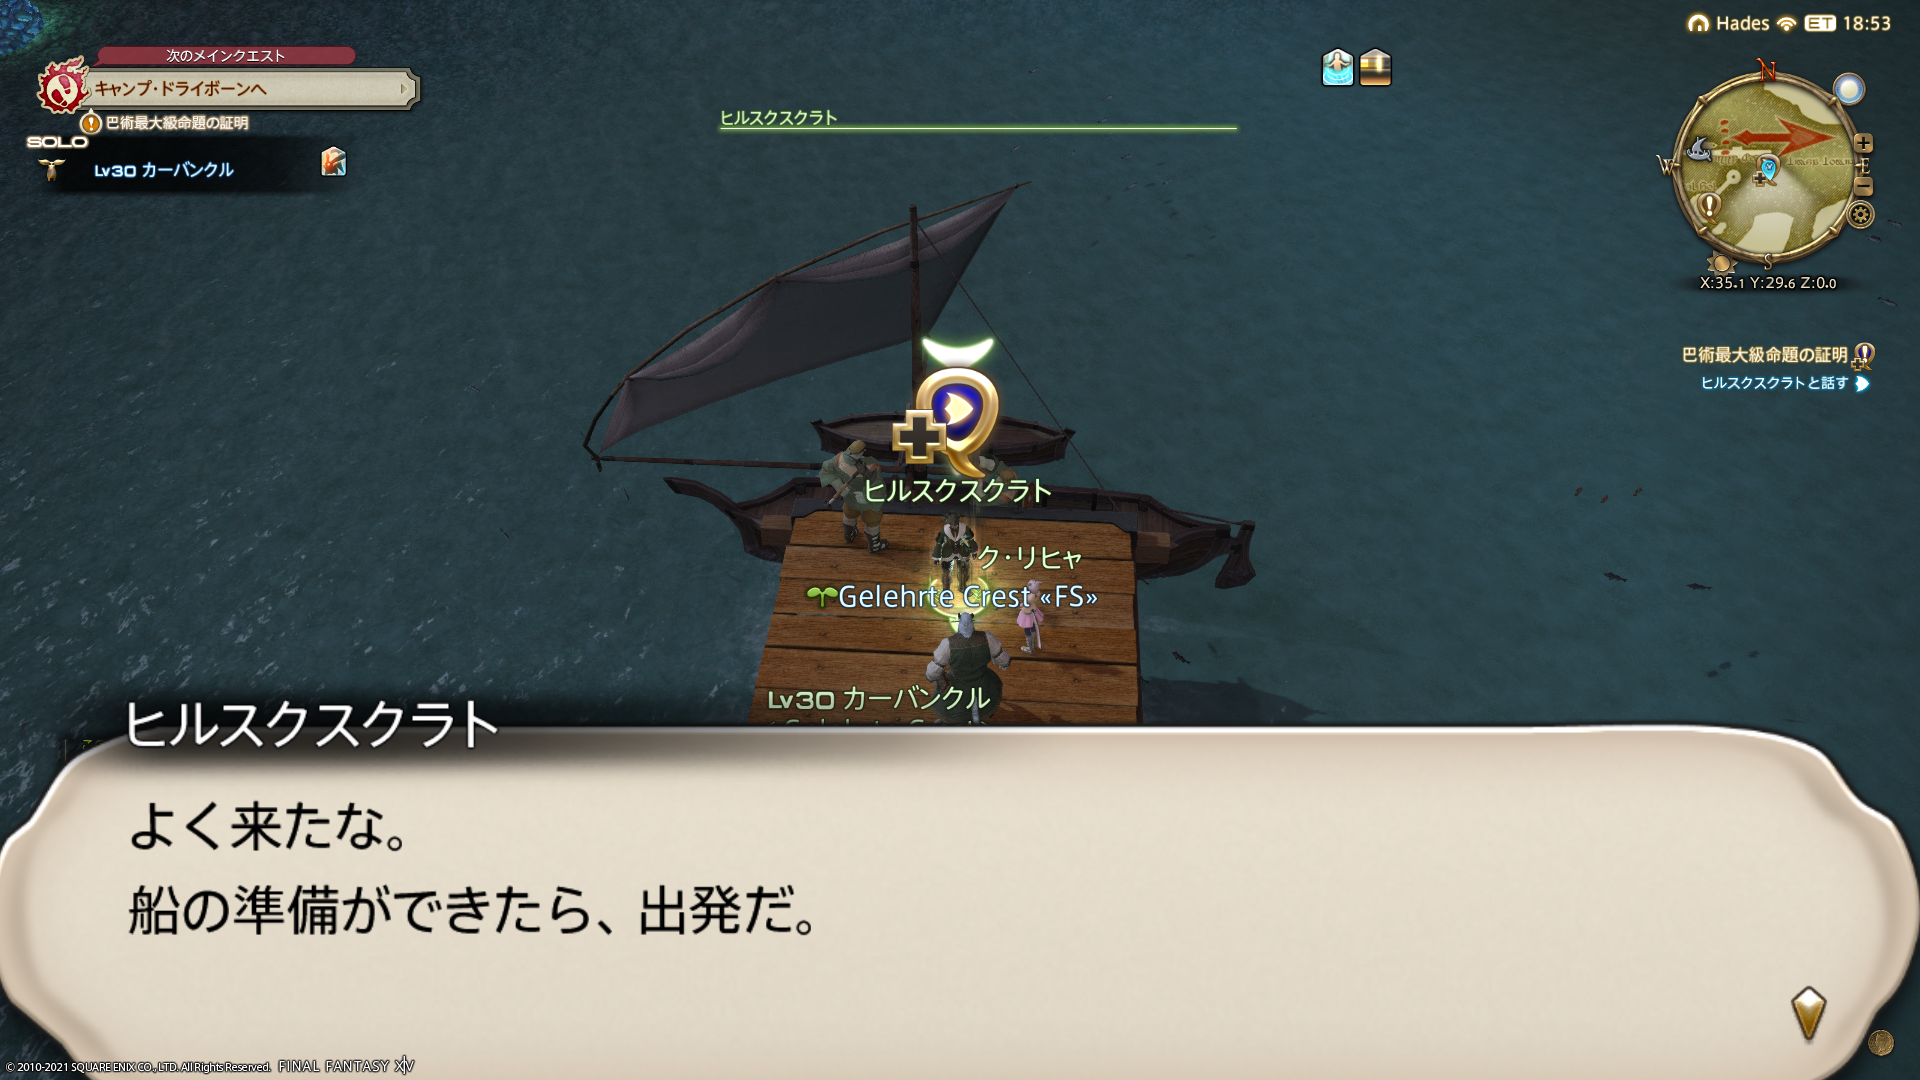 Hades ET 18:53
次のメインクエスト
キャンプ・ドライボーンへ
巴術最大級命題の証明
SOLO
Lv30 カーバンクル
ヒルスクスクラト
N
W
E
S
X:35.1 Y:29.6 Z:0.0
巴術最大級命題の証明
ヒルスクスクラトと話す
ヒルスクスクラト
ク・リヒャ
Gelehrte Crest «FS»
Lv30 カーバンクル
ヒルスクスクラト
よく来たな。
船の準備ができたら、出発だ。
© 2010-2021 SQUARE ENIX CO., LTD. All Rights Reserved. FINAL FANTASY XIV